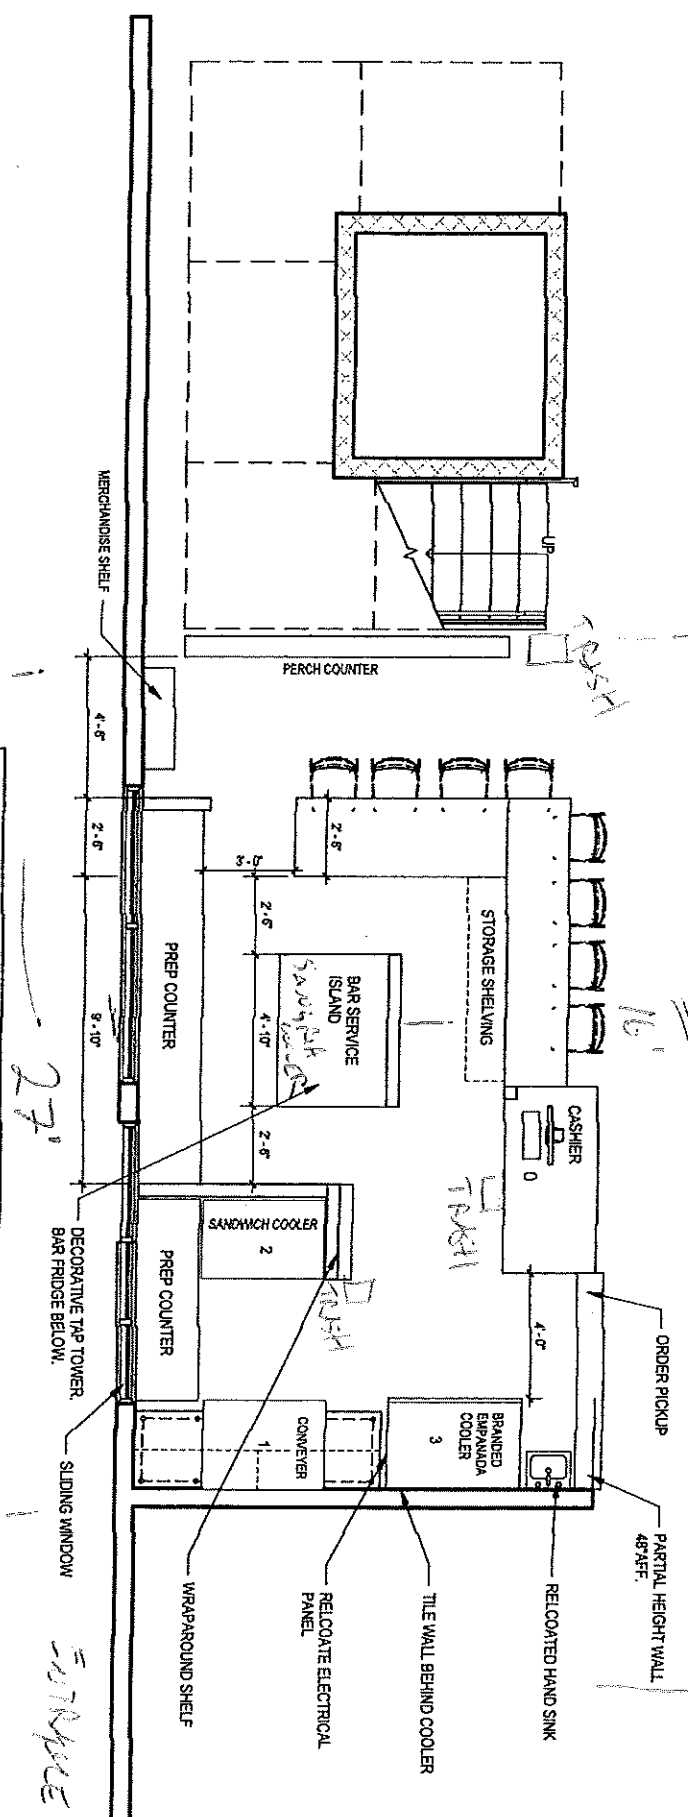 UP
TRASH
PERCH COUNTER
MERCHANDISE SHELF
4'-6"
2'-6"
9'-10"
2'-6"
3'-0"
2'-6"
4'-10"
2'-6"
PREP COUNTER
STORAGE SHELVING
BAR SERVICE
ISLAND
16'
27'
CASHIER
TRASH
SANDWICH COOLER
2
TRASH
PREP COUNTER
4'-0"
ORDER PICKUP
PARTIAL HEIGHT WALL
48"AFF.
RELCOATED HAND SINK
BRANDED
EMPANADA
COOLER
3
CONVEYER
1
TILE WALL BEHIND COOLER
RELCOATE ELECTRICAL
PANEL
WRAPAROUND SHELF
SLIDING WINDOW
DECORATIVE TAP TOWER.
BAR FRIDGE BELOW.
ENTRANCE